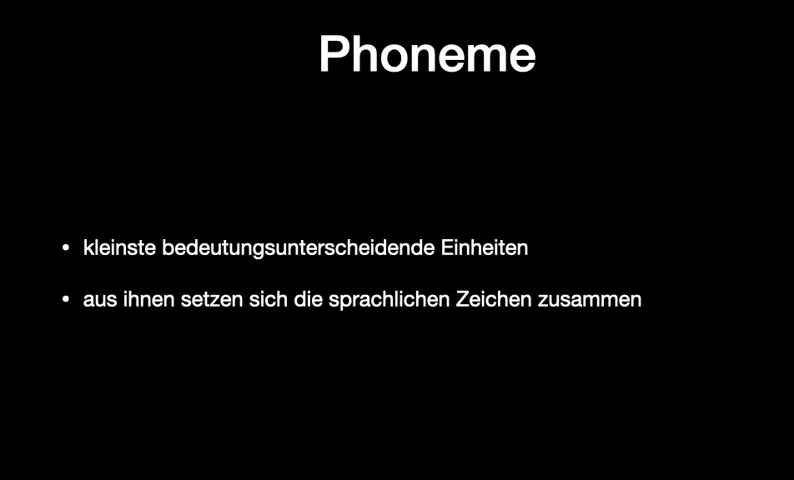 Phoneme
• kleinste bedeutungsunterscheidende Einheiten
• aus ihnen setzen sich die sprachlichen Zeichen zusammen